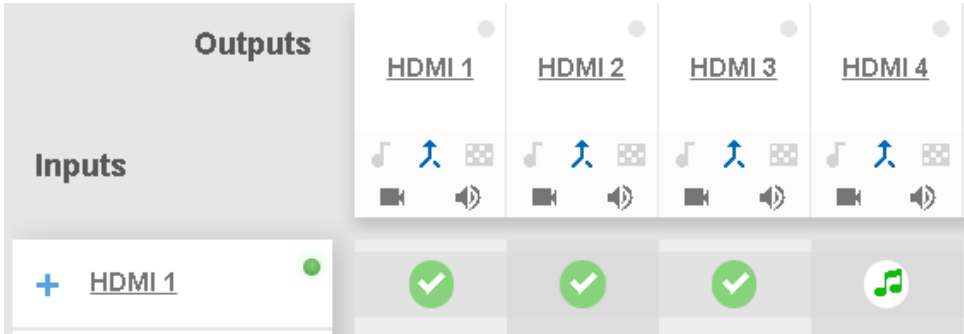 Outputs
HDMI 1 HDMI 2 HDMI 3 HDMI 4
Inputs
HDMI 1